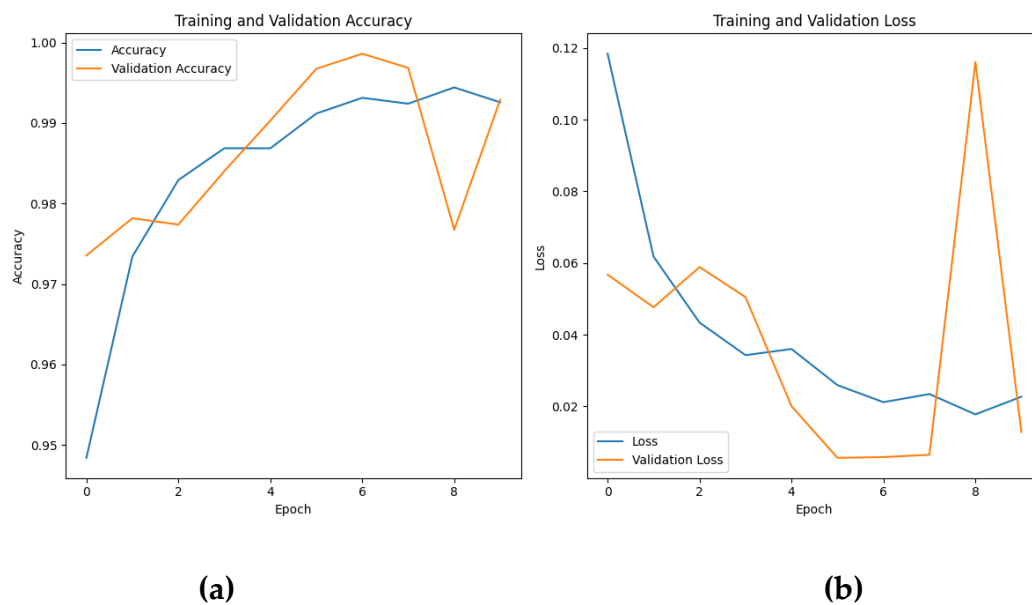 Training and Validation Accuracy
Accuracy
Validation Accuracy
1.00
0.99
0.98
0.97
0.96
0.95
Accuracy
0 2 4 6 8
Epoch
(a)
Training and Validation Loss
0.12
0.10
0.08
0.06
0.04
0.02
Loss
Loss
Validation Loss
0 2 4 6 8
Epoch
(b)